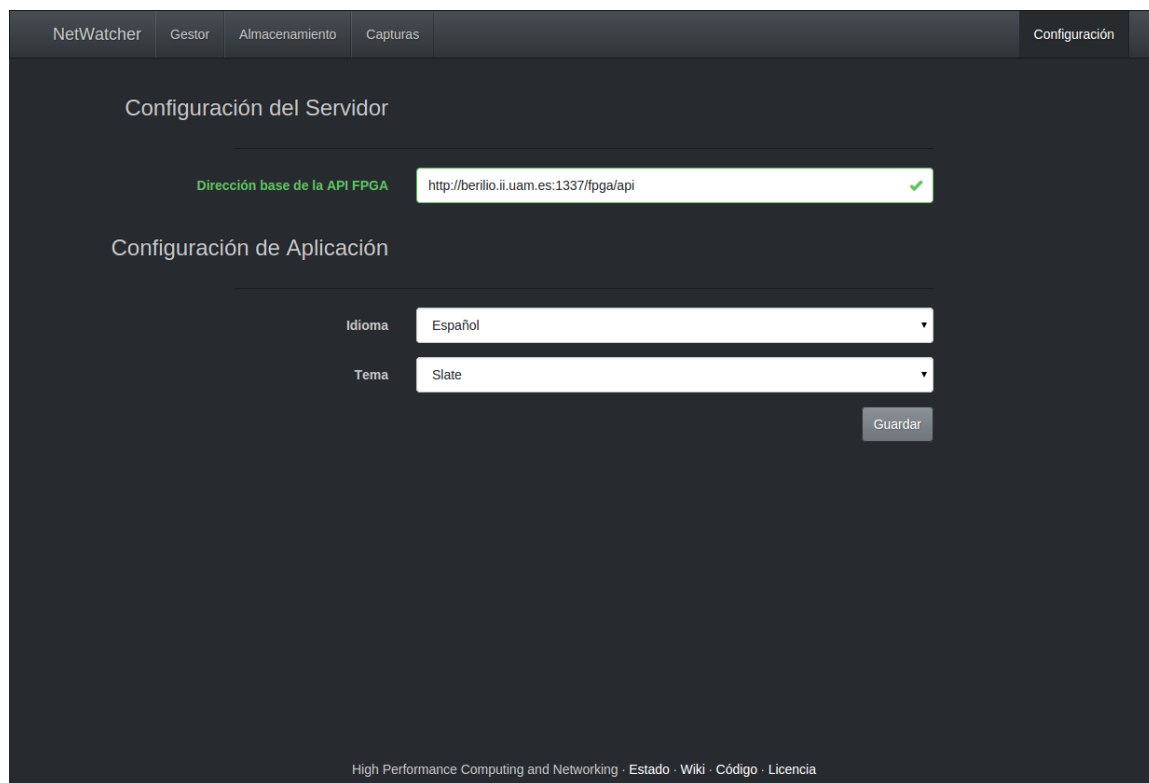 NetWatcher Gestor Almacenamiento Capturas Configuración
Configuración del Servidor
Dirección base de la API FPGA http://berilio.ii.uam.es:1337/fpga/api
Configuración de Aplicación
Idioma Español
Tema Slate
Guardar
High Performance Computing and Networking · Estado · Wiki · Código · Licencia